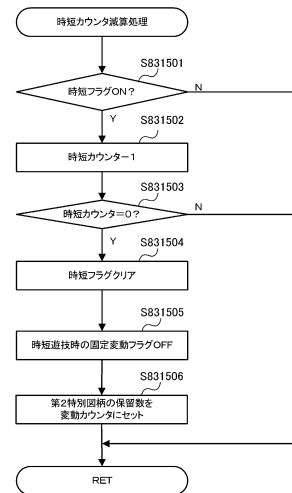 時短カウンタ減算処理
S831501
時短フラグON?
N
Y
S831502
時短カウンター1
S831503
時短カウンタ=0?
N
Y
S831504
時短フラグクリア
S831505
時短遊技時の固定変動フラグOFF
S831506
第2特別図柄の保留数を
変動カウンタにセット
RET